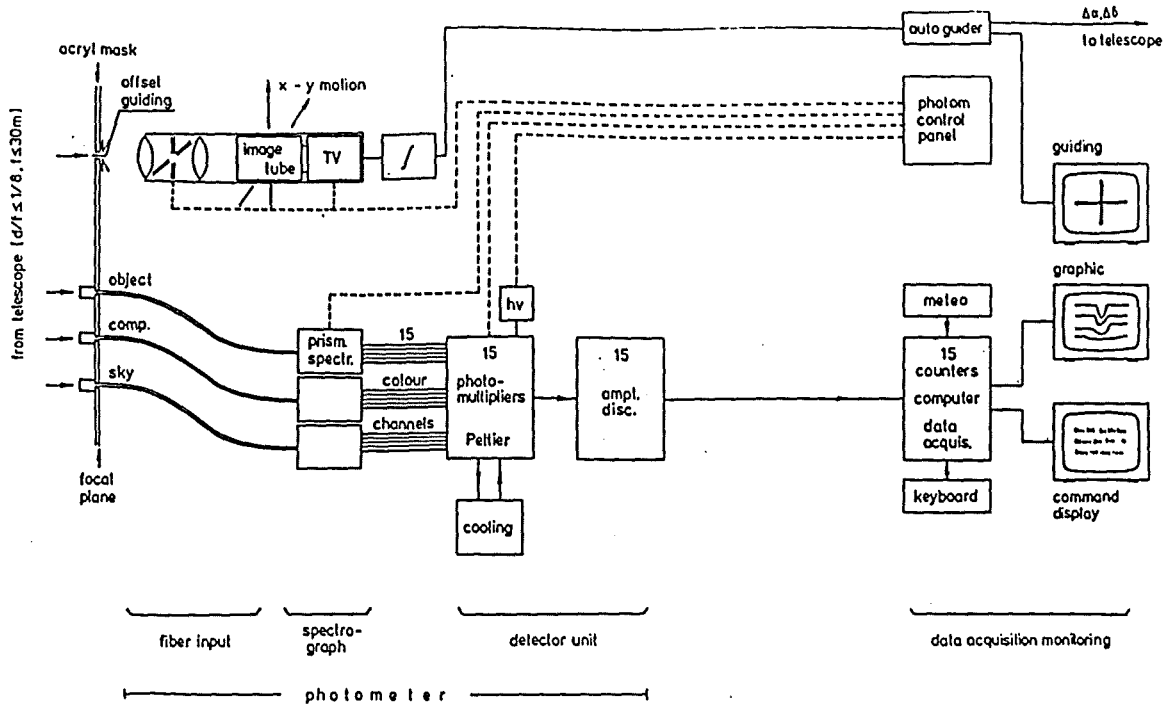 from telescope (d/f ≤ 1/8, f ≤ 30m)
acryl mask
offset
guiding
x - y motion
image
tube
TV
∫
auto guider
Δα,Δδ
to telescope
photom
control
panel
guiding
object
comp.
sky
focal
plane
prism.
spectr.
15
colour
channels
hv
15
photo-
multipliers
Peltier
cooling
15
ampl.
disc.
meteo
15
counters
computer
data
acquis.
keyboard
graphic
command
display
fiber input
spectro-
graph
detector unit
data acquisition monitoring
photometer